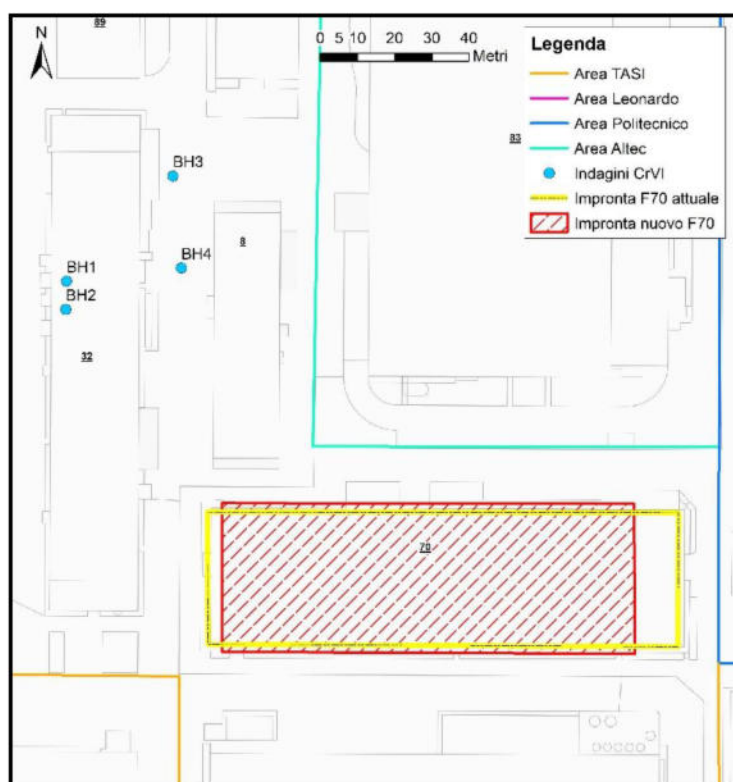 89
N
0 5 10 20 30 40
Metri
Legenda
Area TASI
Area Leonardo
Area Politecnico
Area Altec
Indagini CrVI
Impronta F70 attuale
Impronta nuovo F70
83
BH3
8
BH4
BH1
BH2
32
70